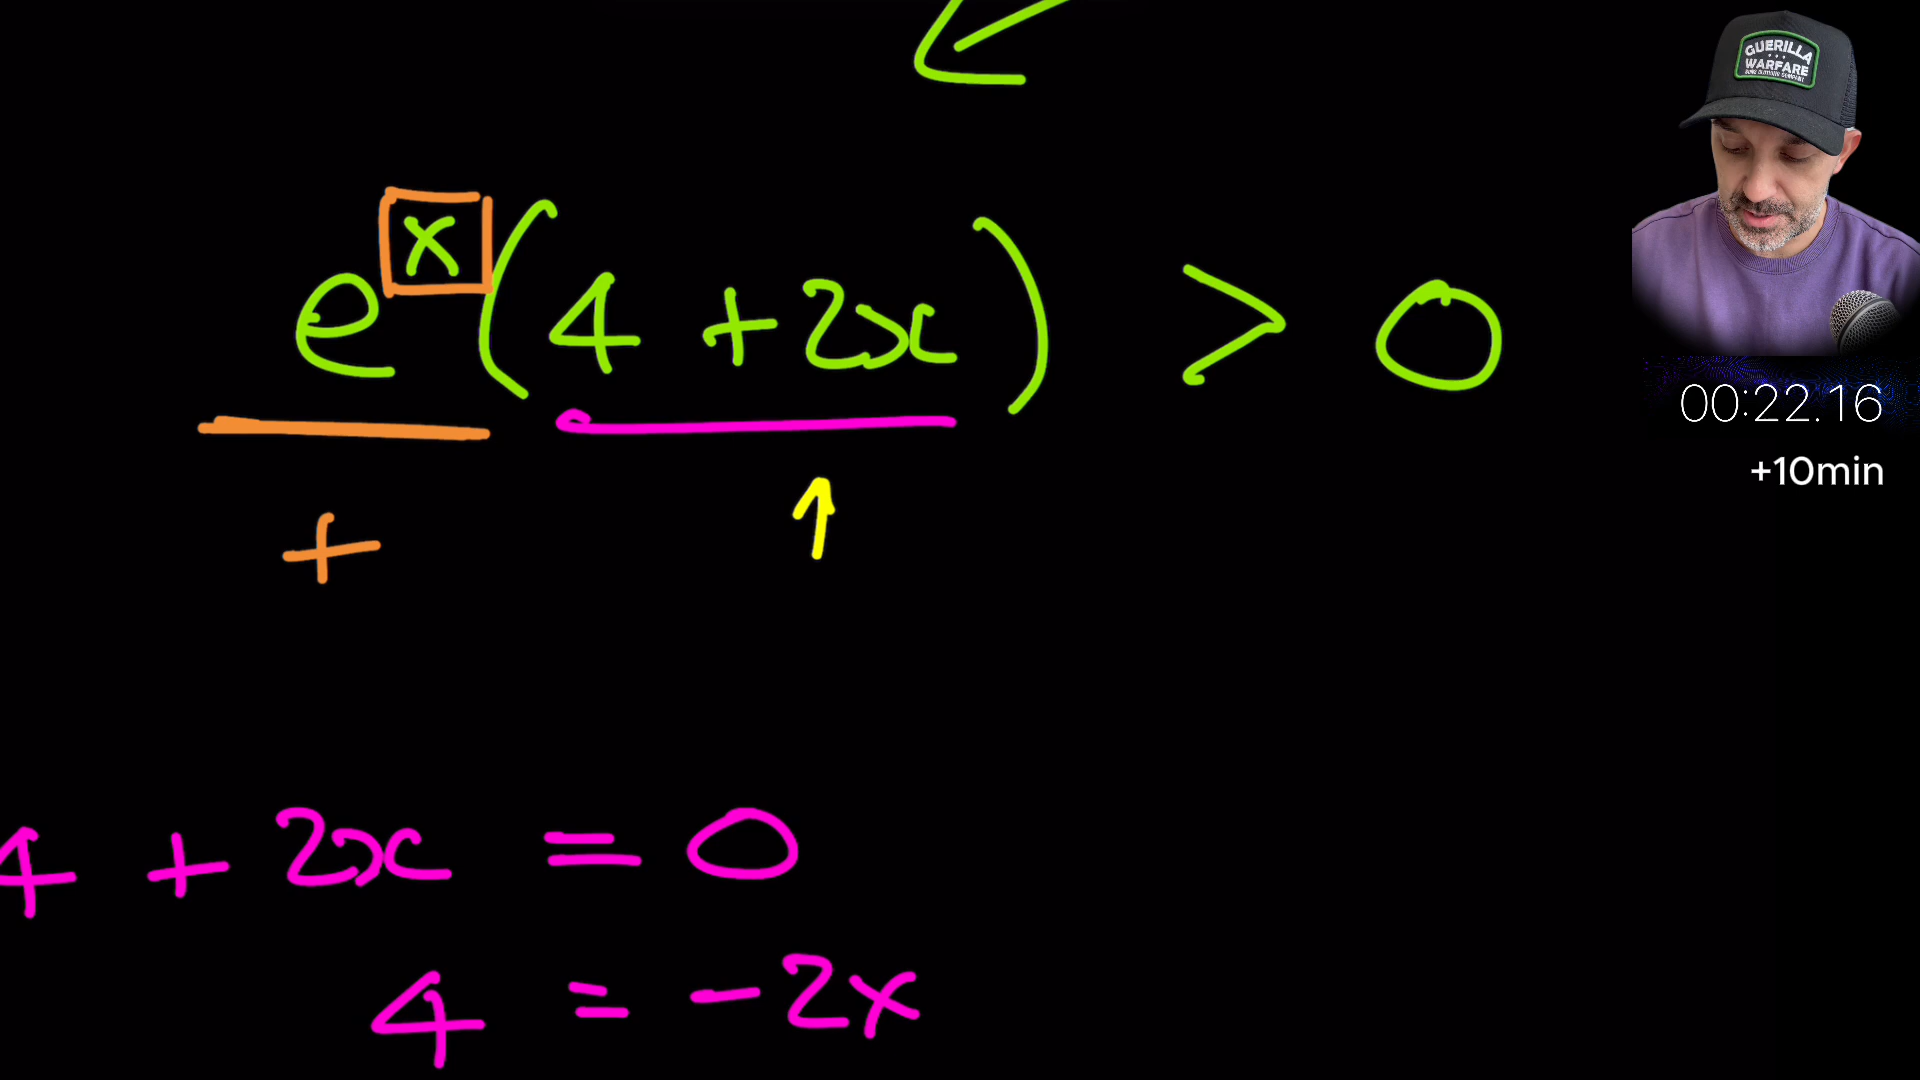 GUERILLA
WARFARE
e^x(4 + 2x) > 0
00:22.16
+10min
+
4 + 2x = 0
4 = -2x